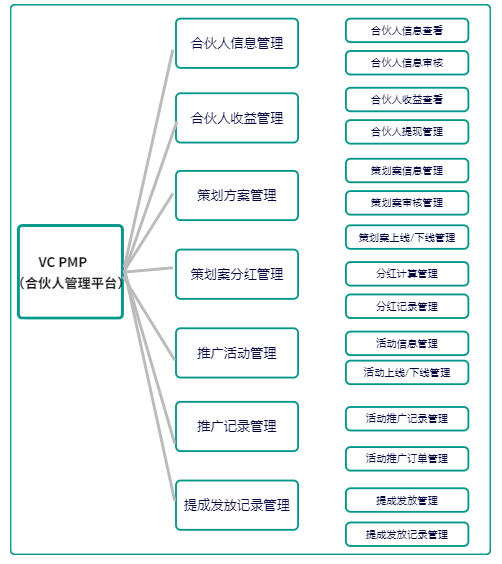 VC PMP
(合伙人管理平台)
合伙人信息管理
合伙人收益管理
策划方案管理
策划案分红管理
推广活动管理
推广记录管理
提成发放记录管理
合伙人信息查看
合伙人信息审核
合伙人收益查看
合伙人提现管理
策划案信息管理
策划案审核管理
策划案上线/下线管理
分红计算管理
分红记录管理
活动信息管理
活动上线/下线管理
活动推广记录管理
活动推广订单管理
提成发放管理
提成发放记录管理